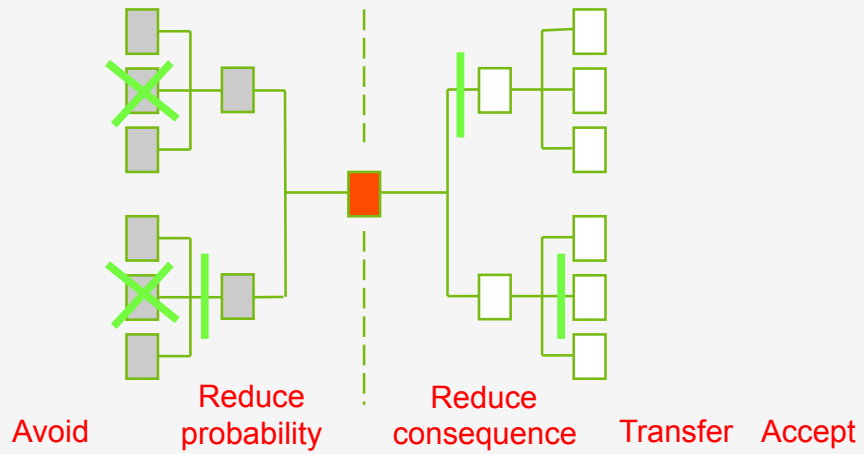 Avoid
Reduce
probability
Reduce
consequence
Transfer
Accept